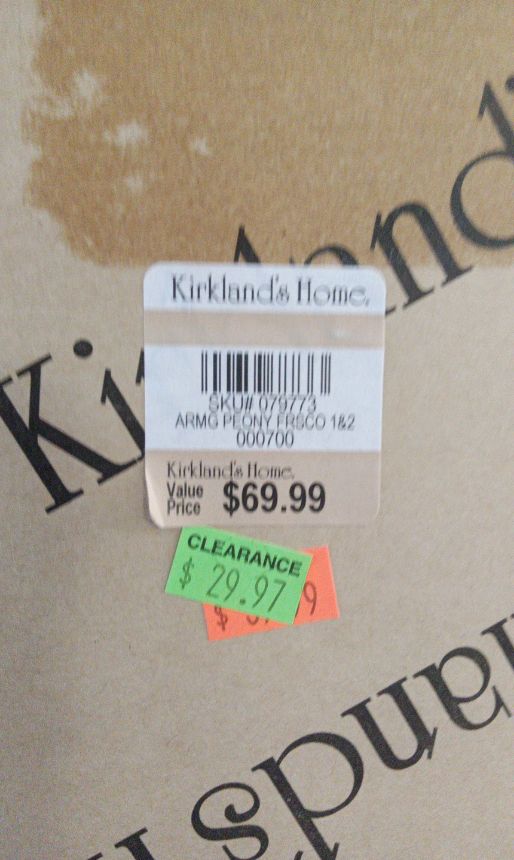 Kirkland's Home.
SKU# 079773
ARMG PEONY FRSCO 1&2
000700
Kirkland's Home.
Value
Price $69.99
CLEARANCE
$ 29.97
$
9